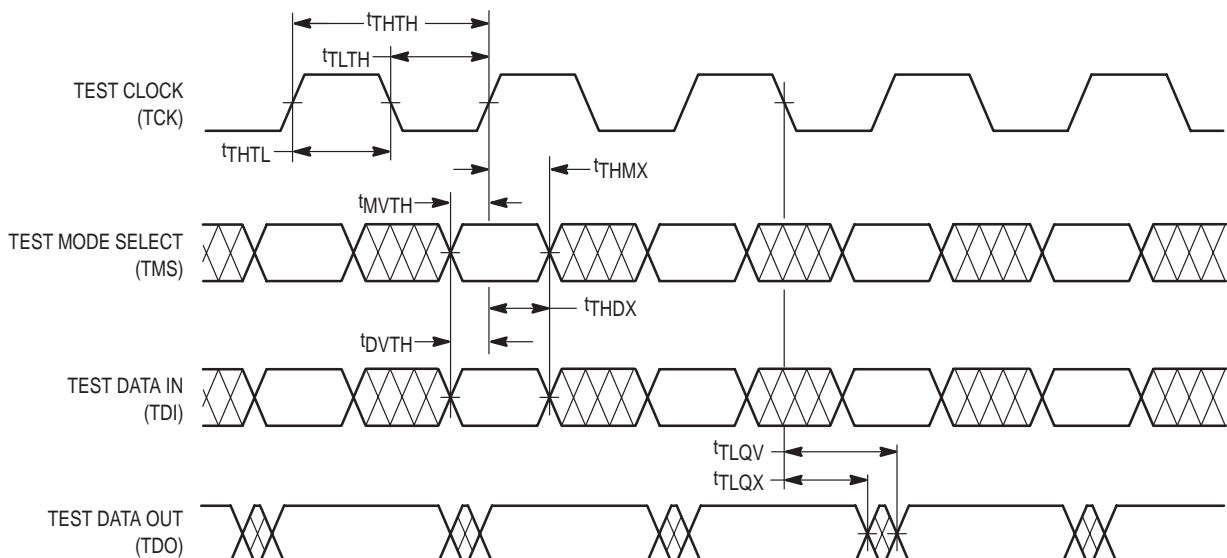 tTHTH
tTLTH
TEST CLOCK
(TCK)
tTHTL
tTHMX
tMVTH
TEST MODE SELECT
(TMS)
tTHDX
tDVTH
TEST DATA IN
(TDI)
tTLQV
tTLQX
TEST DATA OUT
(TDO)